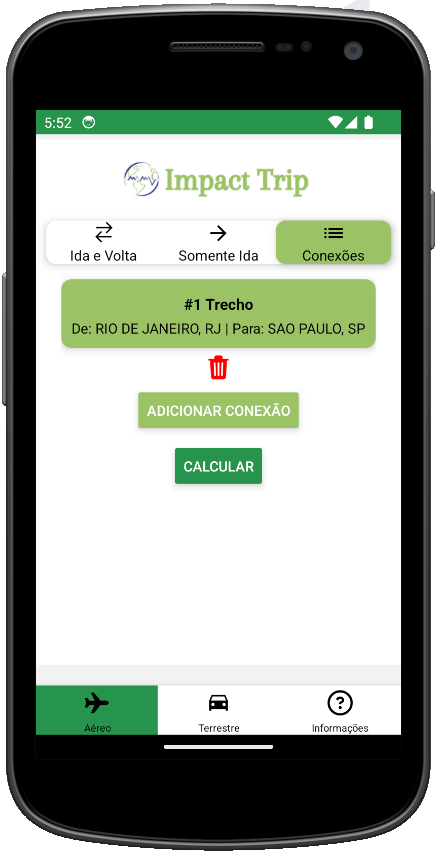 5:52
Impact Trip
Ida e Volta
Somente Ida
Conexões
#1 Trecho
De: RIO DE JANEIRO, RJ | Para: SAO PAULO, SP
ADICIONAR CONEXÃO
CALCULAR
Aéreo
Terrestre
Informações